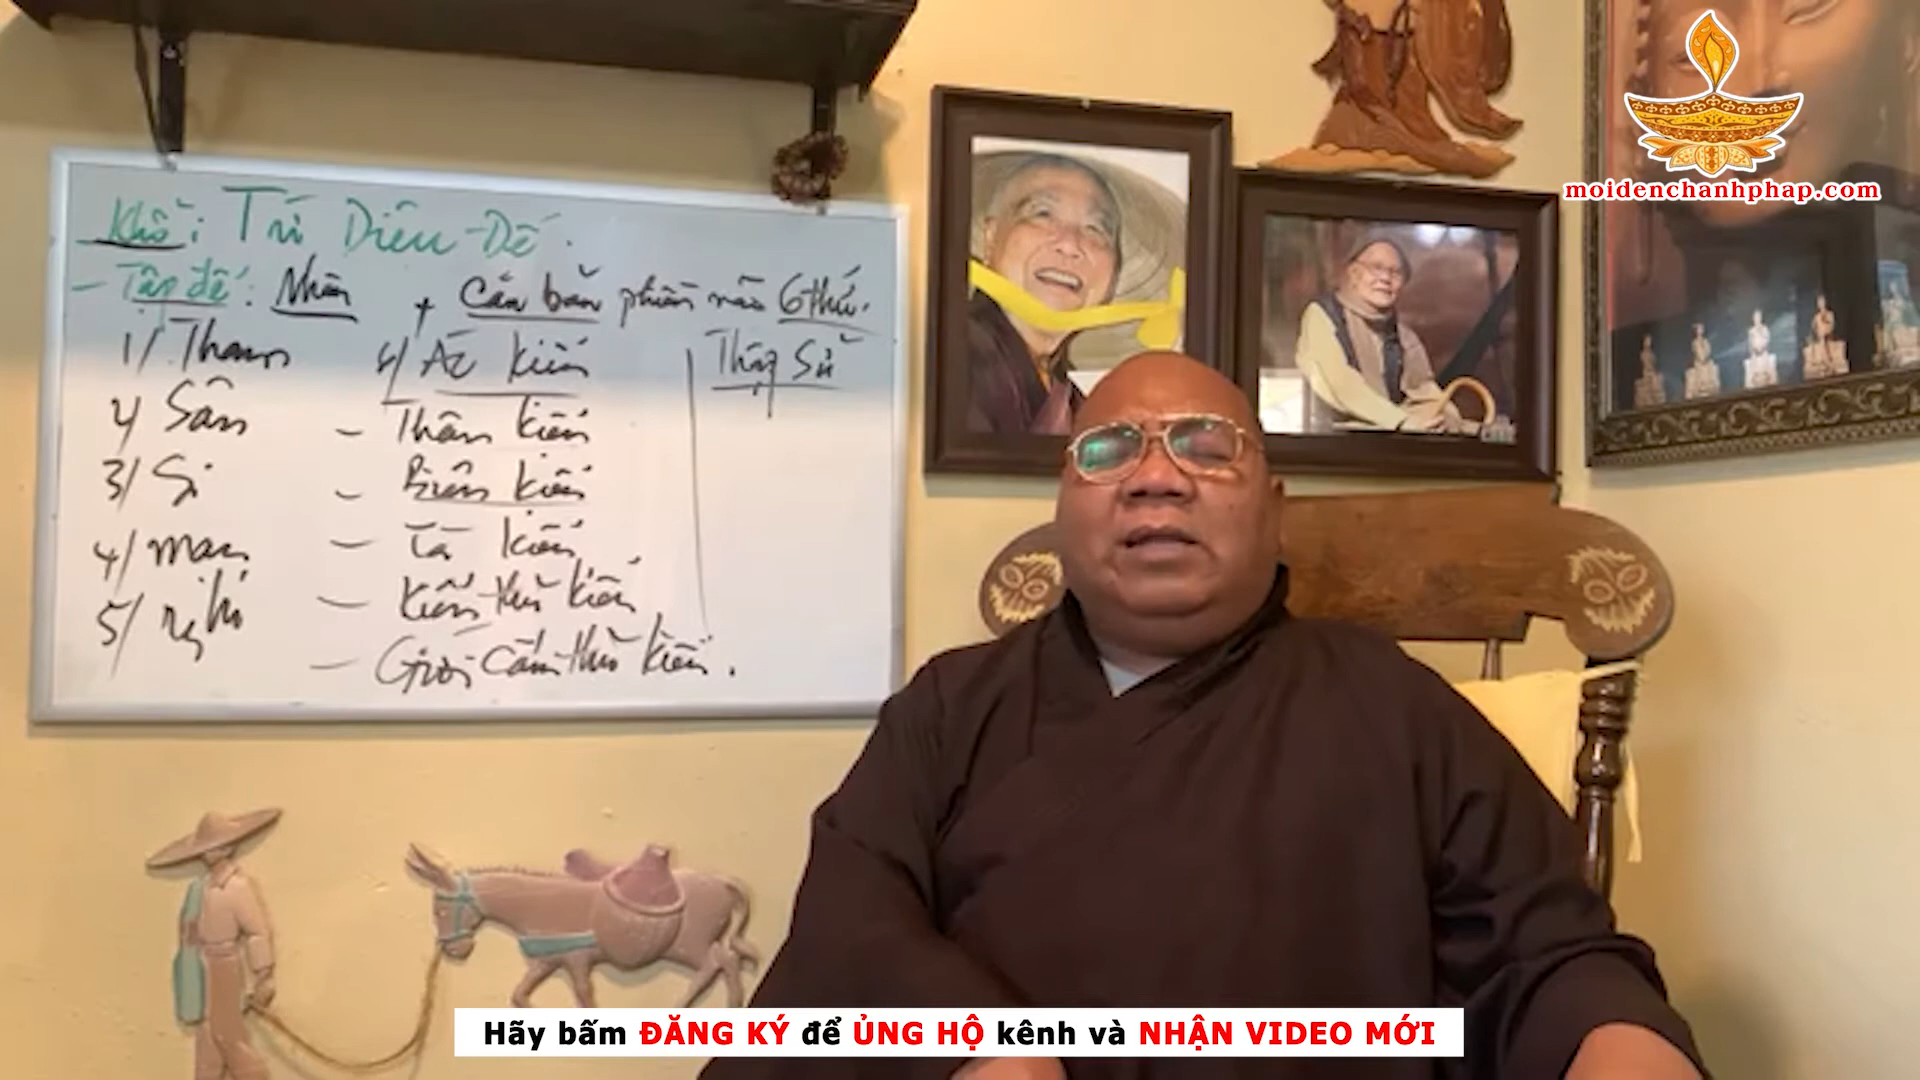 moidenchanhphap.com
Khổ: Tứ Diệu Đế.
- Tập đế: Nhân + Căn bản phiền não 6 thứ.
1/ Tham
2/ Sân
3/ Si
4/ mạn
5/ nghi
6/ Ác kiến
- Thân kiến
- Biên kiến
- Tà kiến
- Kiến thủ kiến
- Giới cấm thủ kiến.
Thập Sử
Hãy bấm ĐĂNG KÝ để ỦNG HỘ kênh và NHẬN VIDEO MỚI